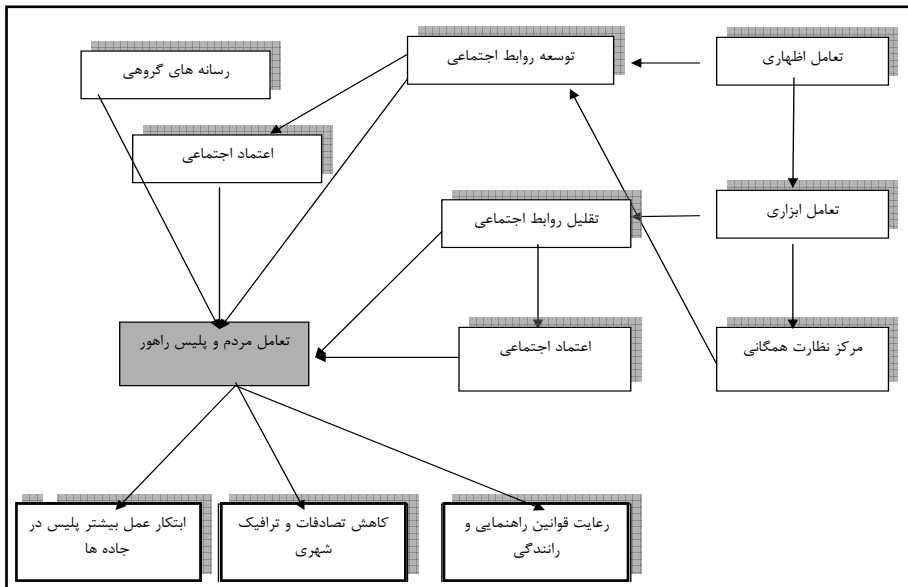 تعامل اظهاری
توسعه روابط اجتماعی
رسانه های گروهی
اعتماد اجتماعی
تعامل ابزاری
تقلیل روابط اجتماعی
مرکز نظارت همگانی
اعتماد اجتماعی
تعامل مردم و پلیس راهور
رعایت قوانین راهنمایی و
رانندگی
کاهش تصادفات و ترافیک
شهری
ابتکار عمل بیشتر پلیس در
جاده ها